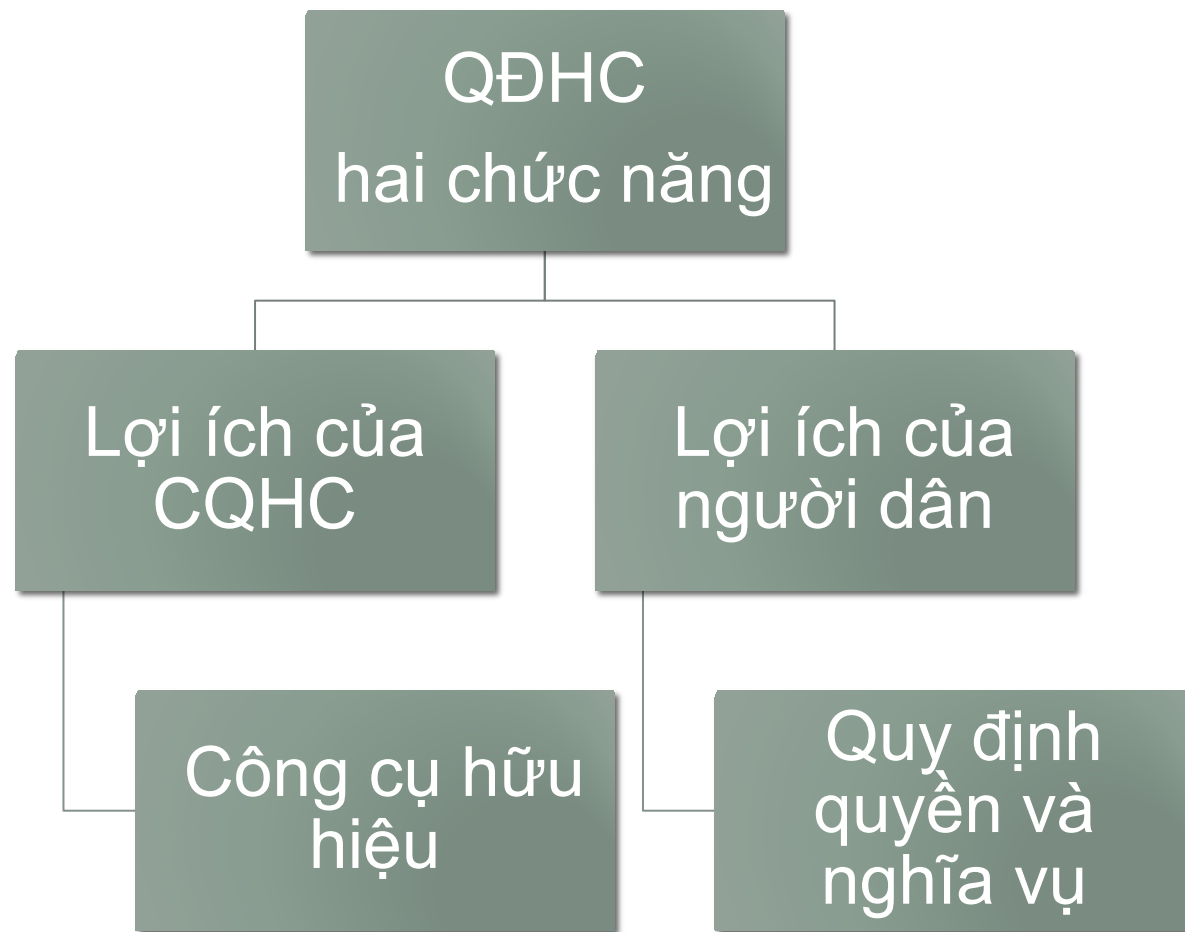 QĐHC
hai chức năng
Lợi ích của
CQHC
Lợi ích của
người dân
Công cụ hữu
hiệu
Quy định
quyền và
nghĩa vụ